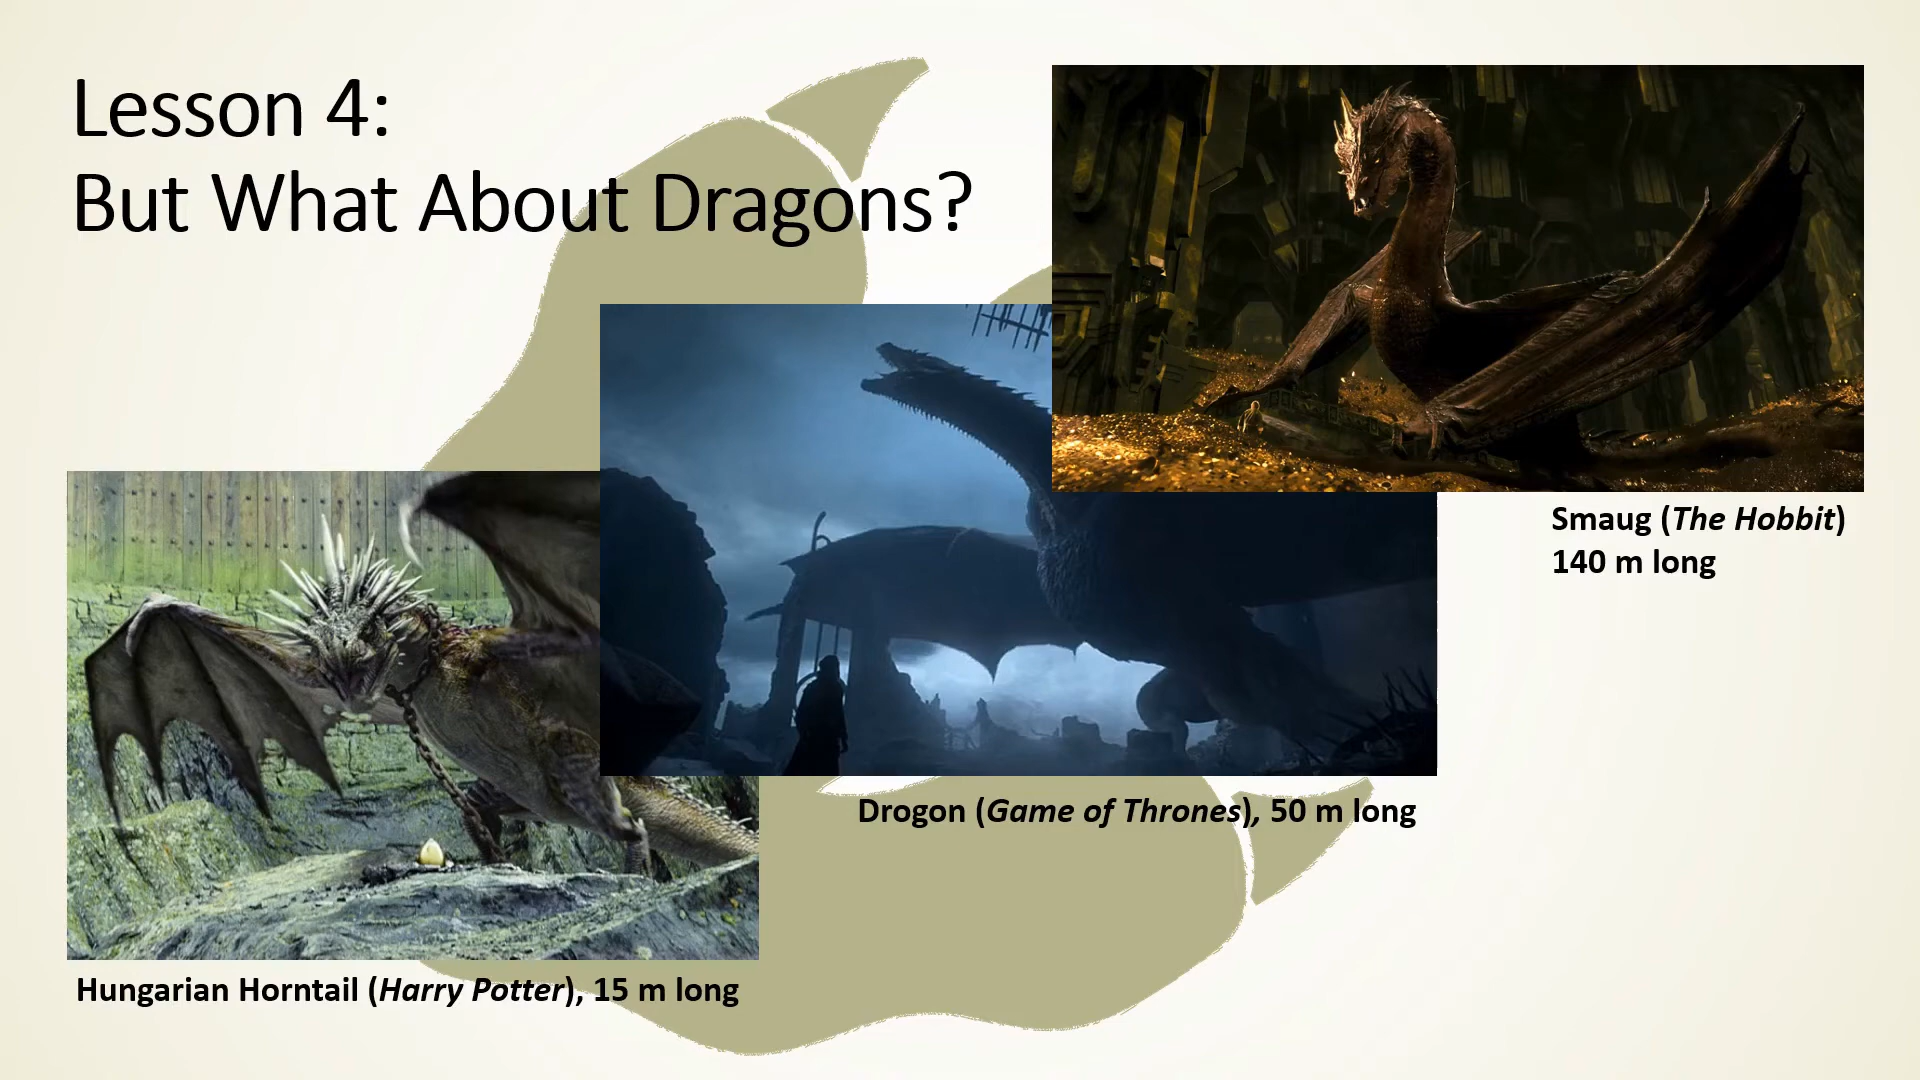 Lesson 4:
But What About Dragons?
Smaug (The Hobbit)
140 m long
Drogon (Game of Thrones), 50 m long
Hungarian Horntail (Harry Potter), 15 m long